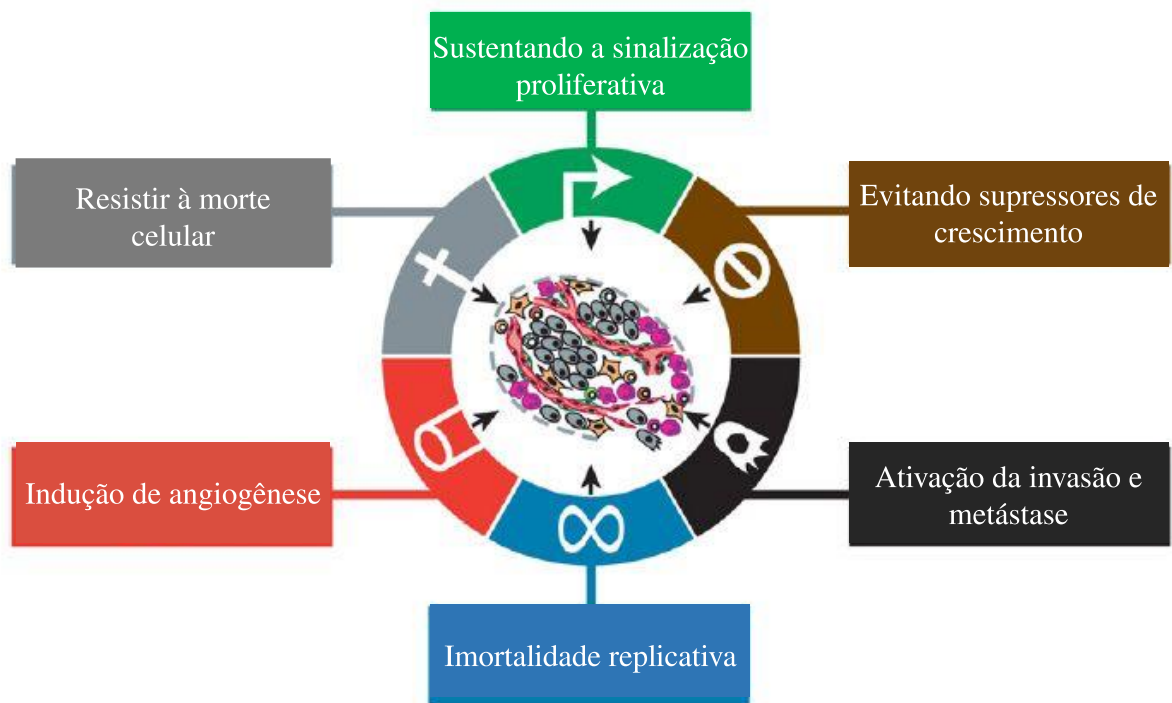 Sustentando a sinalização
proliferativa
Resistir à morte
celular
Evitando supressores de
crescimento
Indução de angiogênese
Ativação da invasão e
metástase
Imortalidade replicativa